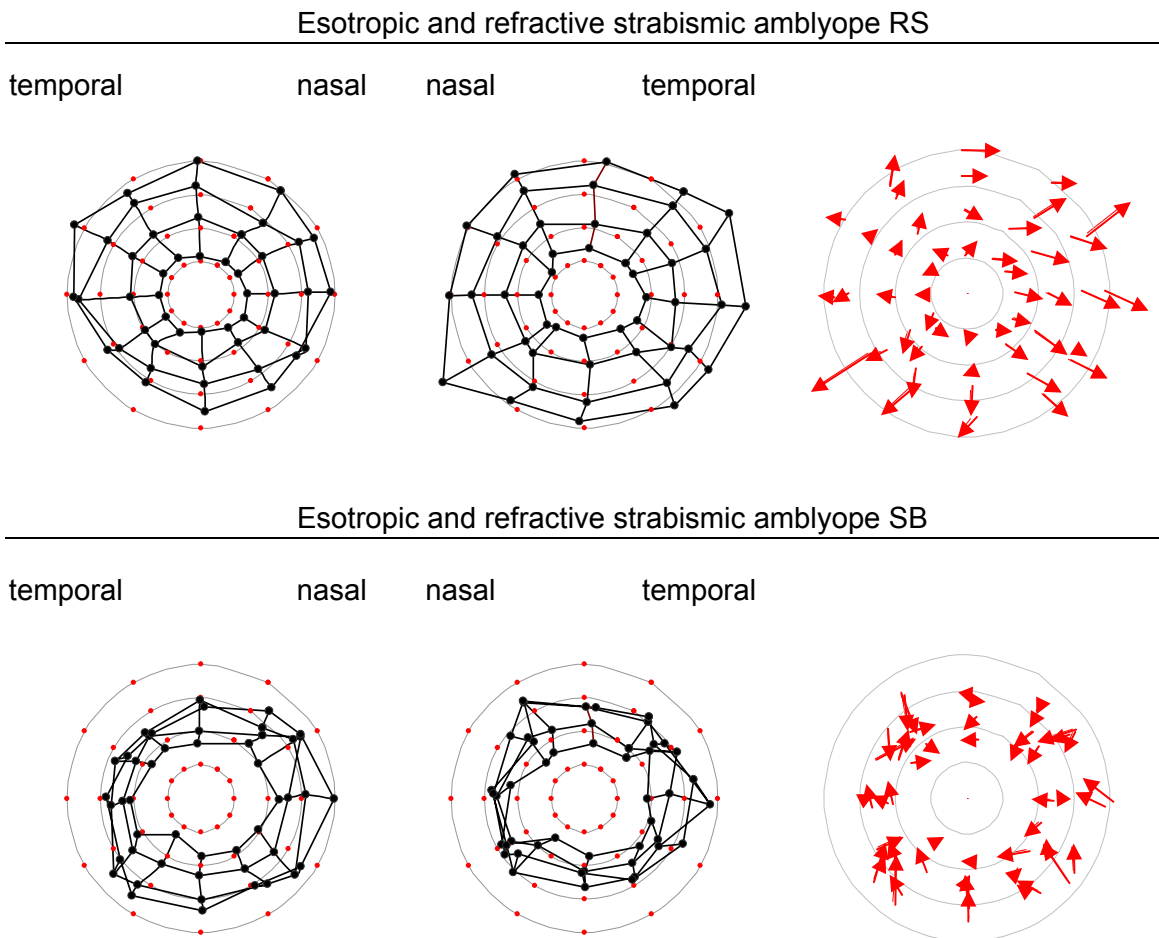 Esotropic and refractive strabismic amblyope RS
temporal nasal nasal temporal
Esotropic and refractive strabismic amblyope SB
temporal nasal nasal temporal